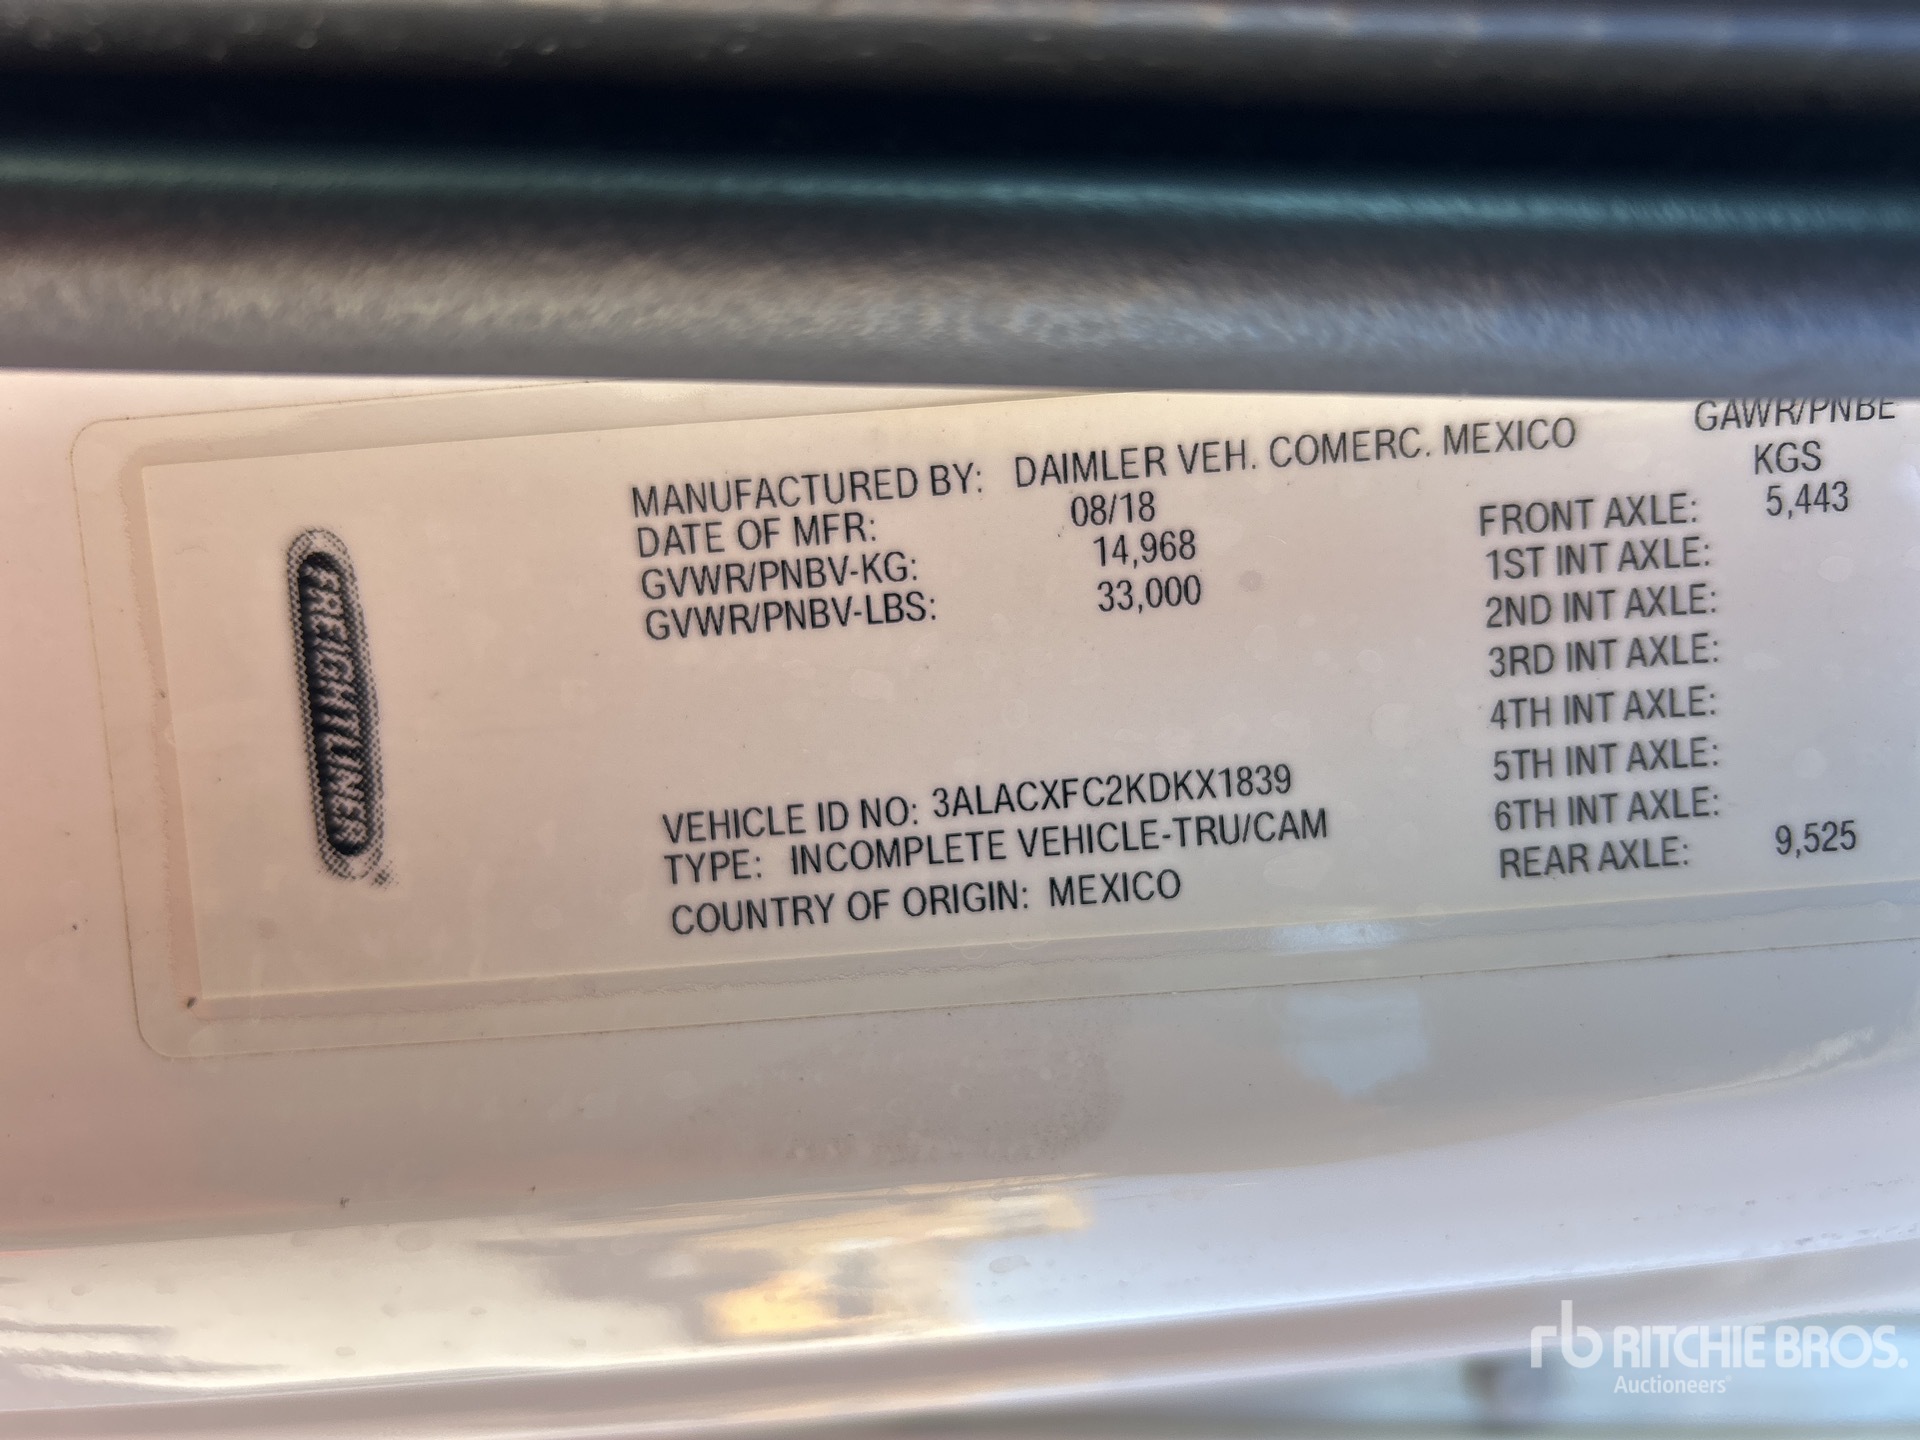 FREIGHTLINER
MANUFACTURED BY: DAIMLER VEH. COMERC. MEXICO
DATE OF MFR: 08/18
GVWR/PNBV-KG: 14,968
GVWR/PNBV-LBS: 33,000
VEHICLE ID NO: 3ALACXFC2KDKX1839
TYPE: INCOMPLETE VEHICLE-TRU/CAM
COUNTRY OF ORIGIN: MEXICO
GAWR/PNBE
KGS
FRONT AXLE: 5,443
1ST INT AXLE:
2ND INT AXLE:
3RD INT AXLE:
4TH INT AXLE:
5TH INT AXLE:
6TH INT AXLE:
REAR AXLE: 9,525
rb RITCHIE BROS.
Auctioneers